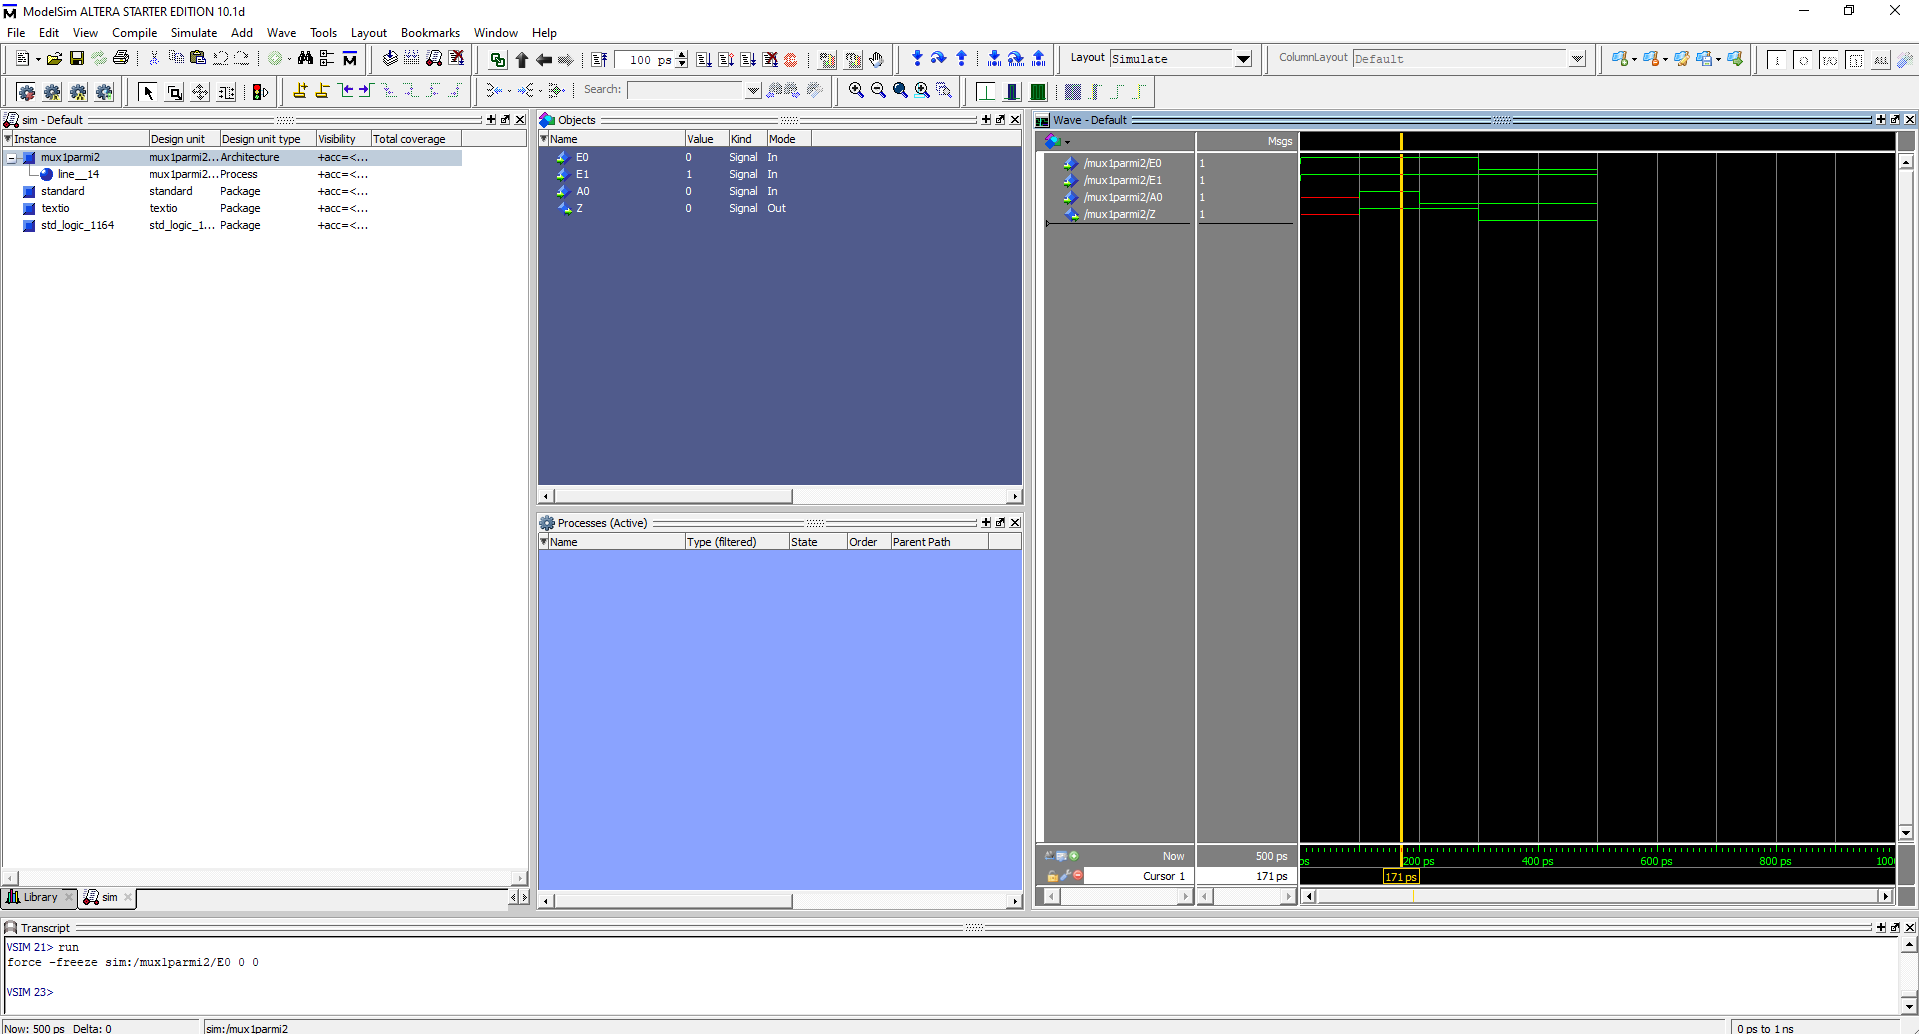 ModelSim ALTERA STARTER EDITION 10.1d
File Edit View Compile Simulate Add Wave Tools Layout Bookmarks Window Help
100 ps
Layout Simulate
ColumnLayout Default
Search:
sim - Default
Instance Design unit Design unit type Visibility Total coverage
mux1parmi2 mux1parmi2... Architecture +acc=<...
line__14 mux1parmi2... Process +acc=<...
standard standard Package +acc=<...
textio textio Package +acc=<...
std_logic_1164 std_logic_1... Package +acc=<...
Library sim
Objects
Name Value Kind Mode
E0 0 Signal In
E1 1 Signal In
A0 0 Signal In
Z 0 Signal Out
Processes (Active)
Name Type (filtered) State Order Parent Path
Wave - Default
Msgs
/mux1parmi2/E0 1
/mux1parmi2/E1 1
/mux1parmi2/A0 1
/mux1parmi2/Z 1
Now 500 ps
ps 200 ps 400 ps 600 ps 800 ps 100
Cursor 1 171 ps
171 ps
Transcript
VSIM 21> run
force -freeze sim:/mux1parmi2/E0 0 0
VSIM 23>
Now: 500 ps Delta: 0 sim:/mux1parmi2 0 ps to 1 ns